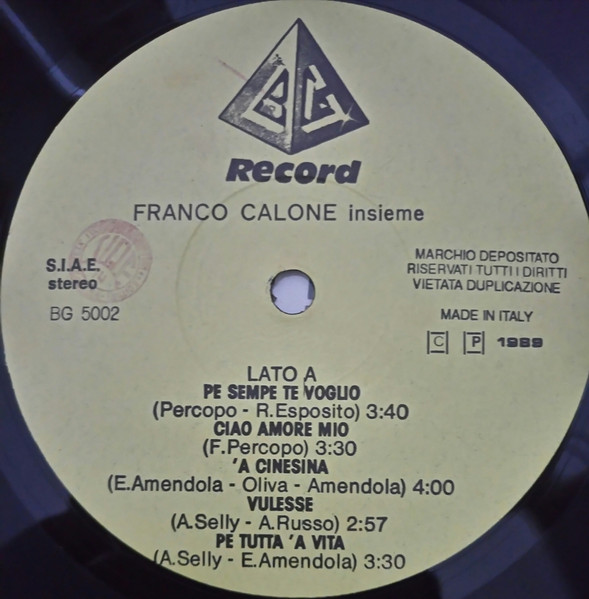 BG
Record
FRANCO CALONE insieme
S.I.A.E.
stereo
BG 5002
MARCHIO DEPOSITATO
RISERVATI TUTTI I DIRITTI
VIETATA DUPLICAZIONE
MADE IN ITALY
C P 1989
LATO A
PE SEMPE TE VOGLIO
(Percopo - R.Esposito) 3:40
CIAO AMORE MIO
(F.Percopo) 3:30
'A CINESINA
(E.Amendola - Oliva - Amendola) 4:00
VULESSE
(A.Selly - A.Russo) 2:57
PE TUTTA 'A VITA
(A.Selly - E.Amendola) 3:30